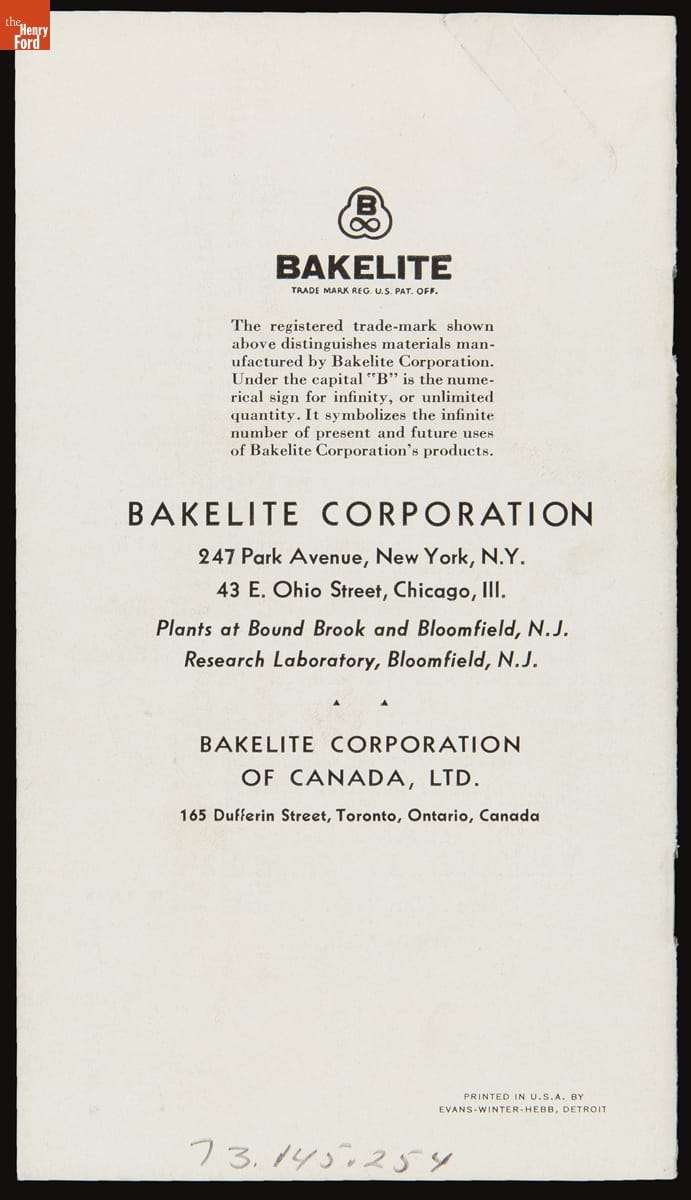 the
Henry
Ford
B
∞
BAKELITE
TRADE MARK REG. U.S. PAT. OFF.
The registered trade-mark shown
above distinguishes materials man-
ufactured by Bakelite Corporation.
Under the capital "B" is the nume-
rical sign for infinity, or unlimited
quantity. It symbolizes the infinite
number of present and future uses
of Bakelite Corporation's products.
BAKELITE CORPORATION
247 Park Avenue, New York, N.Y.
43 E. Ohio Street, Chicago, Ill.
Plants at Bound Brook and Bloomfield, N.J.
Research Laboratory, Bloomfield, N.J.
BAKELITE CORPORATION
OF CANADA, LTD.
165 Dufferin Street, Toronto, Ontario, Canada
PRINTED IN U.S.A. BY
EVANS-WINTER-HEBB, DETROIT
73.145.254